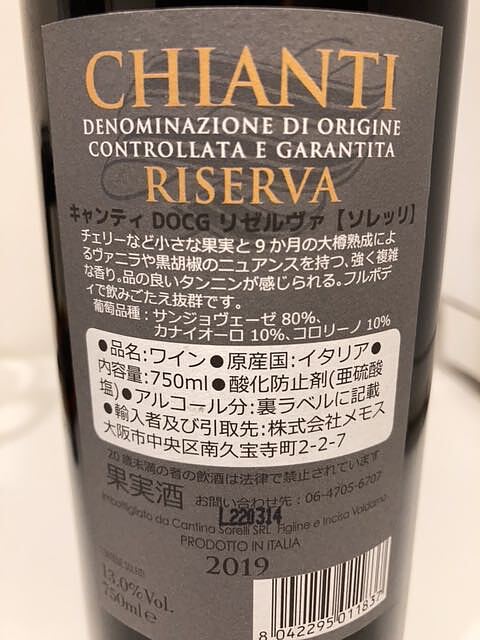 CHIANTI
DENOMINAZIONE DI ORIGINE
CONTROLLATA E GARANTITA
RISERVA
キャンティ DOCG リゼルヴァ【ソレッリ】
チェリーなど小さな果実と9か月の大樽熟成によ
るヴァニラや黒胡椒のニュアンスを持つ、強く複雑
な香り。品の良いタンニンが感じられる。フルボデ
ィで飲みごたえ抜群です。
葡萄品種：サンジョヴェーゼ 80%、
カナイオーロ 10%、コロリーノ 10%
●品名:ワイン●原産国:イタリア●
内容量:750ml●酸化防止剤(亜硫酸
塩)●アルコール分:裏ラベルに記載
●輸入者及び引取先:株式会社メモス
大阪市中央区南久宝寺町2-2-7
20歳未満の者の飲酒は法律で禁止されています
果実酒 お問い合わせ先：06-4705-6707
L220314
Imbottigliato da Cantina Sorelli SRL Figline e Incisa Valdarno
PRODOTTO IN ITALIA
2019
13.0%Vol.
750ml e
8 042295 011837